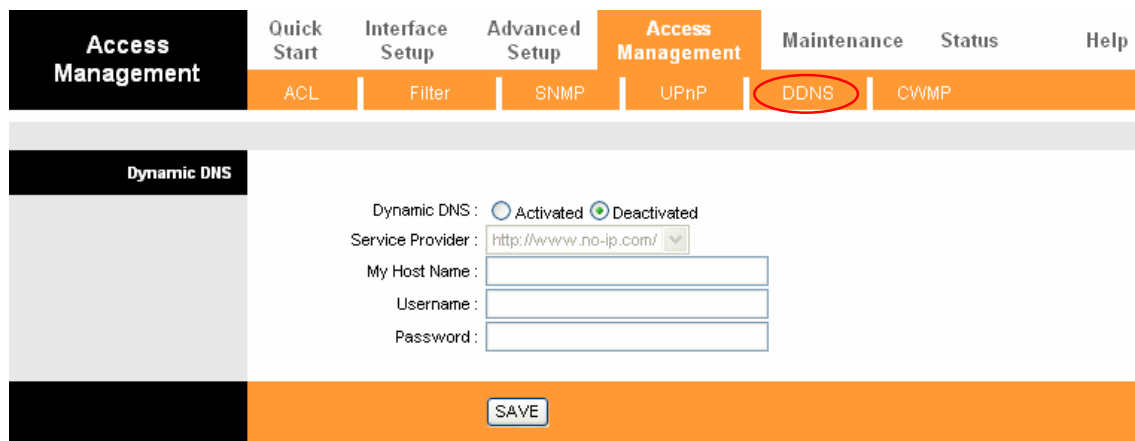 Access Management
Quick Start
Interface Setup
Advanced Setup
Access Management
Maintenance
Status
Help
ACL
Filter
SNMP
UPnP
DDNS
CWMP
Dynamic DNS
Dynamic DNS : Activated Deactivated
Service Provider : http://www.no-ip.com/
My Host Name :
Username :
Password :
SAVE